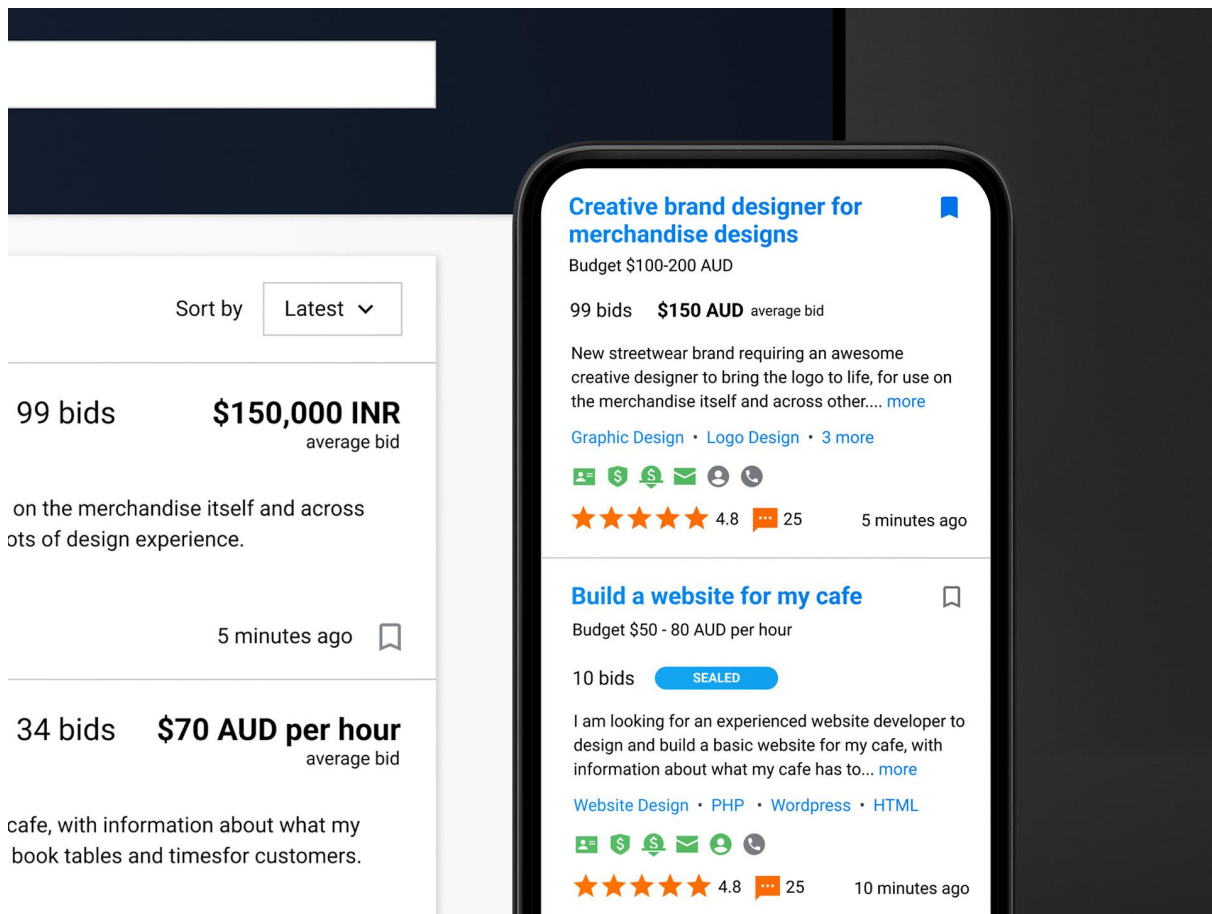 Sort by Latest
99 bids $150,000 INR
average bid
on the merchandise itself and across
ots of design experience.
5 minutes ago
34 bids $70 AUD per hour
average bid
cafe, with information about what my
book tables and timesfor customers.
Creative brand designer for
merchandise designs
Budget $100-200 AUD
99 bids $150 AUD average bid
New streetwear brand requiring an awesome
creative designer to bring the logo to life, for use on
the merchandise itself and across other.... more
Graphic Design • Logo Design • 3 more
4.8 25 5 minutes ago
Build a website for my cafe
Budget $50 - 80 AUD per hour
10 bids SEALED
I am looking for an experienced website developer to
design and build a basic website for my cafe, with
information about what my cafe has to... more
Website Design • PHP • Wordpress • HTML
4.8 25 10 minutes ago